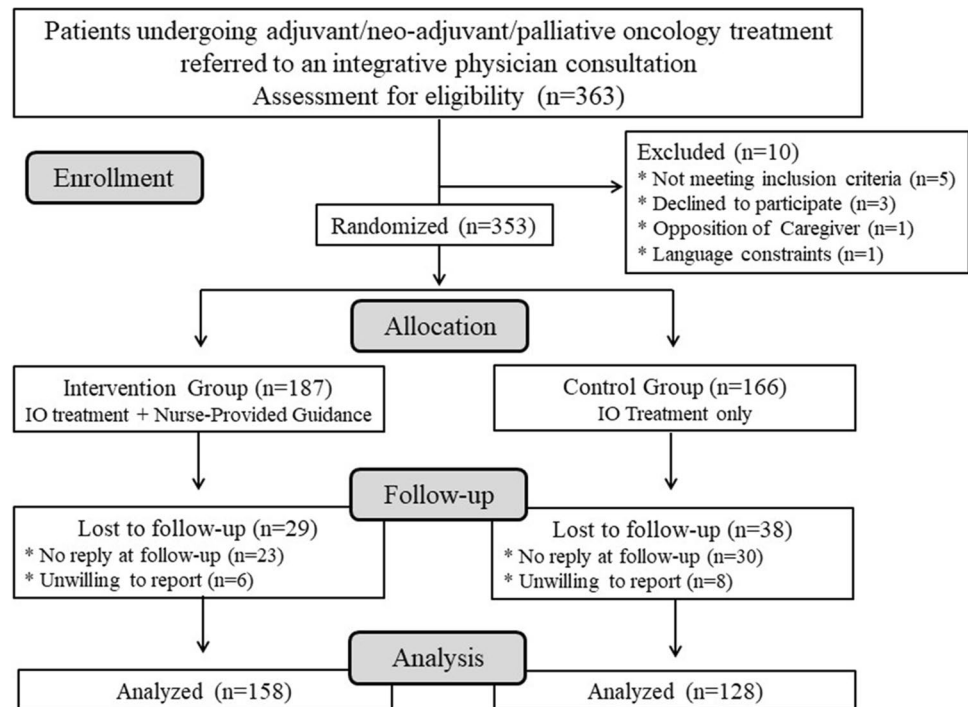 Patients undergoing adjuvant/neo-adjuvant/palliative oncology treatment
referred to an integrative physician consultation
Assessment for eligibility (n=363)
Enrollment
Excluded (n=10)
* Not meeting inclusion criteria (n=5)
* Declined to participate (n=3)
* Opposition of Caregiver (n=1)
* Language constraints (n=1)
Randomized (n=353)
Allocation
Intervention Group (n=187)
IO treatment + Nurse-Provided Guidance
Control Group (n=166)
IO Treatment only
Follow-up
Lost to follow-up (n=29)
* No reply at follow-up (n=23)
* Unwilling to report (n=6)
Lost to follow-up (n=38)
* No reply at follow-up (n=30)
* Unwilling to report (n=8)
Analysis
Analyzed (n=158)
Analyzed (n=128)